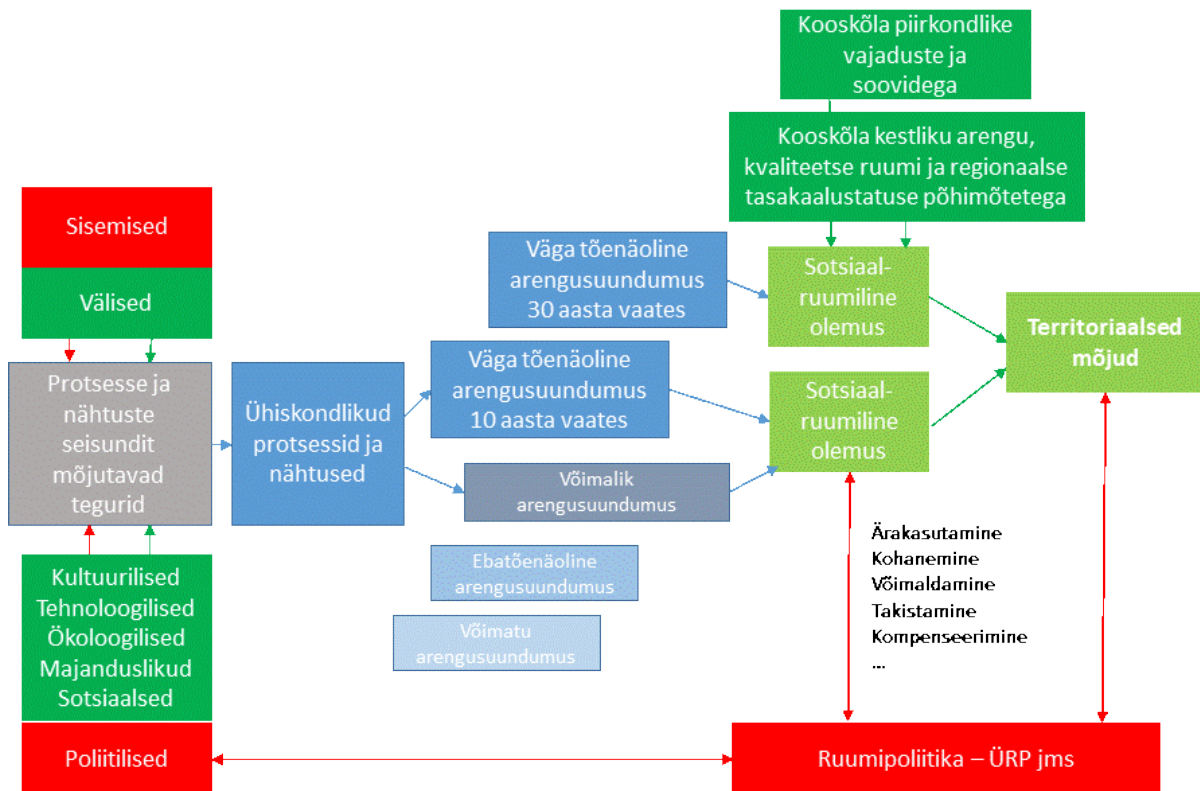 Kooskõla piirkondlike
vajaduste ja
soovidega
Kooskõla kestliku arengu,
kvaliteetse ruumi ja regionaalse
tasakaalustatuse põhimõtetega
Sisemised
Välised
Protsesse ja
nähtuste
seisundit
mõjutavad
tegurid
Kultuurilised
Tehnoloogilised
Ökoloogilised
Majanduslikud
Sotsiaalsed
Poliitilised
Ühiskondlikud
protsessid ja
nähtused
Väga tõenäoline
arengusuundumus
30 aasta vaates
Väga tõenäoline
arengusuundumus
10 aasta vaates
Võimalik
arengusuundumus
Ebatõenäoline
arengusuundumus
Võimatu
arengusuundumus
Sotsiaal-
ruumiline
olemus
Sotsiaal-
ruumiline
olemus
Territoriaalsed
mõjud
Ärakasutamine
Kohanemine
Võimaldamine
Takistamine
Kompenseerimine
...
Ruumipoliitika – ÜRP jms